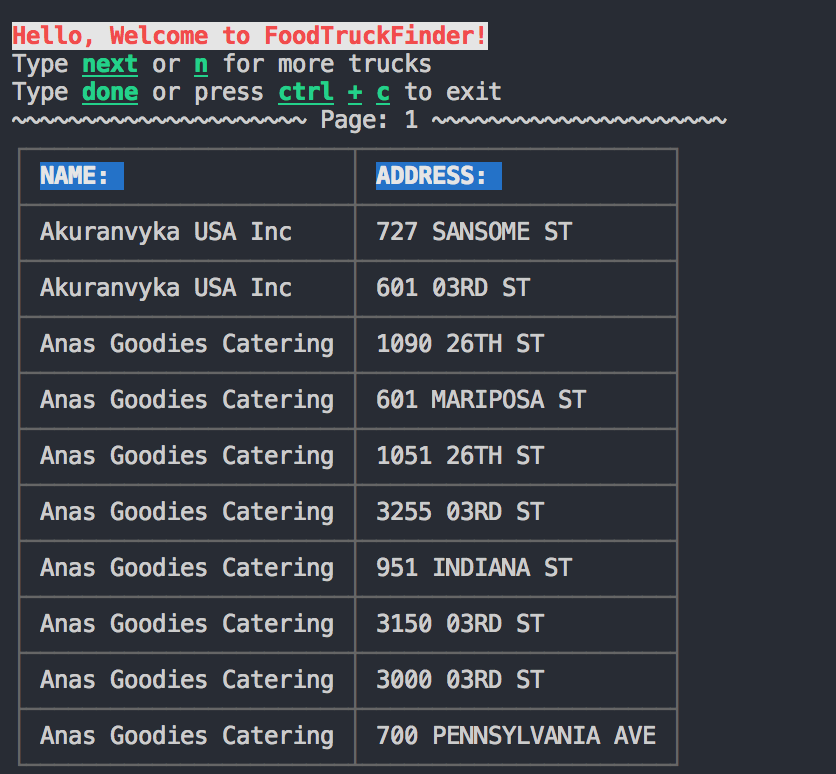 Hello, Welcome to FoodTruckFinder!
Type next or n for more trucks
Type done or press ctrl + c to exit
~~~~~~~~~~~~~~~~~~~~~ Page: 1 ~~~~~~~~~~~~~~~~~~~~~
NAME: ADDRESS:
Akuranvyka USA Inc 727 SANSOME ST
Akuranvyka USA Inc 601 03RD ST
Anas Goodies Catering 1090 26TH ST
Anas Goodies Catering 601 MARIPOSA ST
Anas Goodies Catering 1051 26TH ST
Anas Goodies Catering 3255 03RD ST
Anas Goodies Catering 951 INDIANA ST
Anas Goodies Catering 3150 03RD ST
Anas Goodies Catering 3000 03RD ST
Anas Goodies Catering 700 PENNSYLVANIA AVE